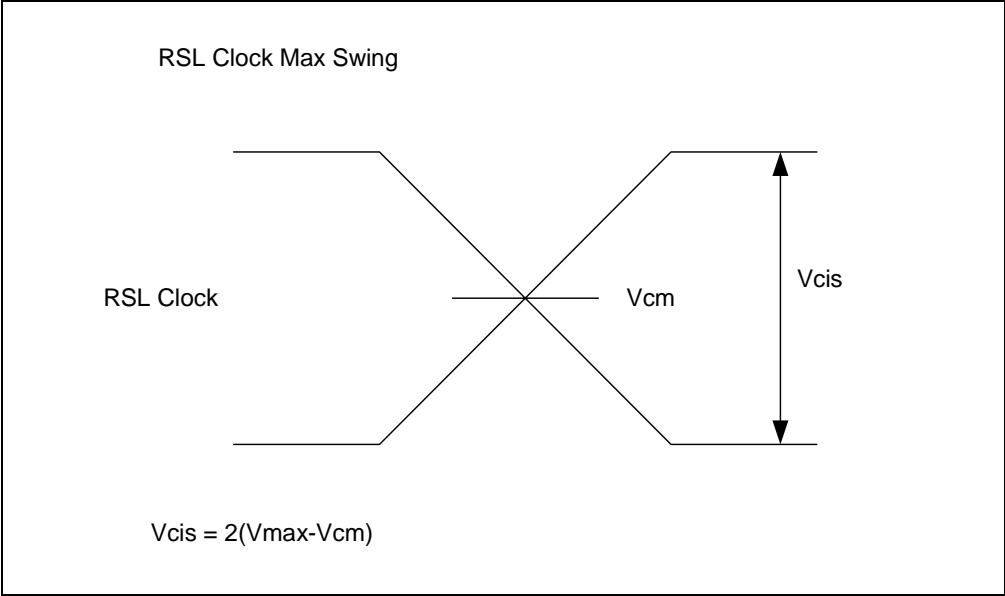 RSL Clock Max Swing
Vcis
RSL Clock
Vcm
Vcis = 2(Vmax-Vcm)